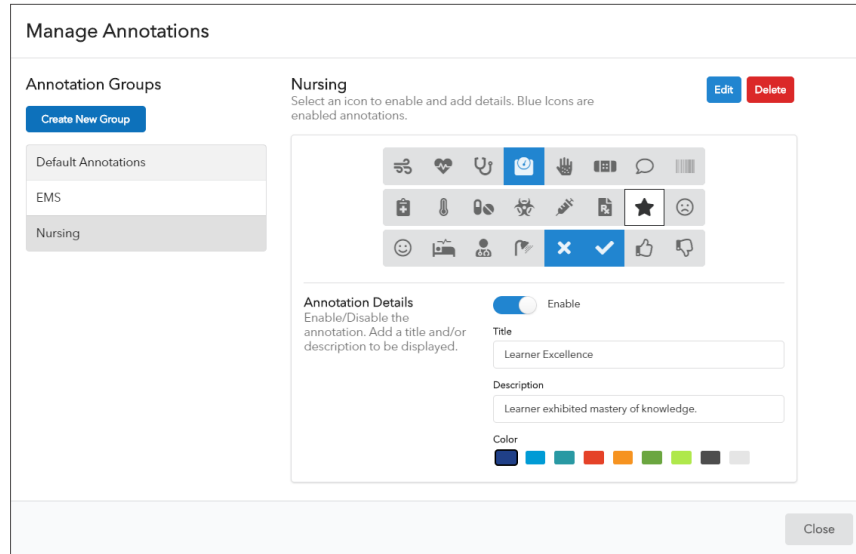 Manage Annotations
Annotation Groups
Create New Group
Default Annotations
EMS
Nursing
Nursing
Select an icon to enable and add details. Blue Icons are
enabled annotations.
Edit
Delete
Annotation Details
Enable/Disable the
annotation. Add a title and/or
description to be displayed.
Enable
Title
Learner Excellence
Description
Learner exhibited mastery of knowledge.
Color
Close